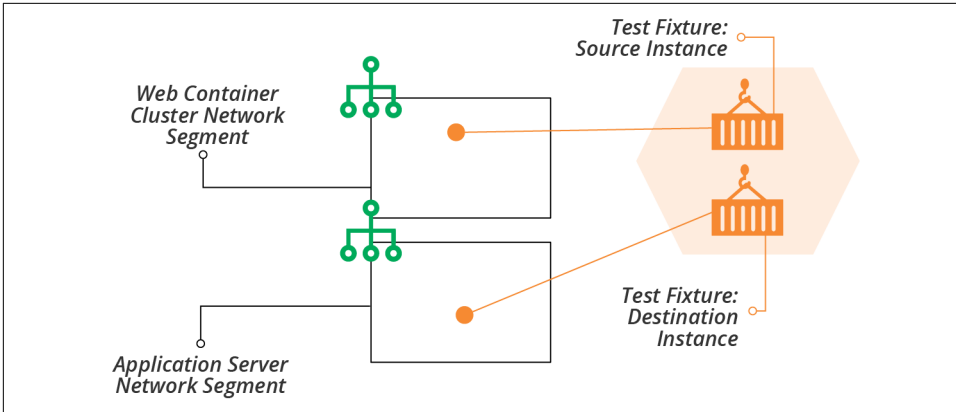 Test Fixture:
Source Instance
Web Container
Cluster Network
Segment
Test Fixture:
Destination
Instance
Application Server
Network Segment